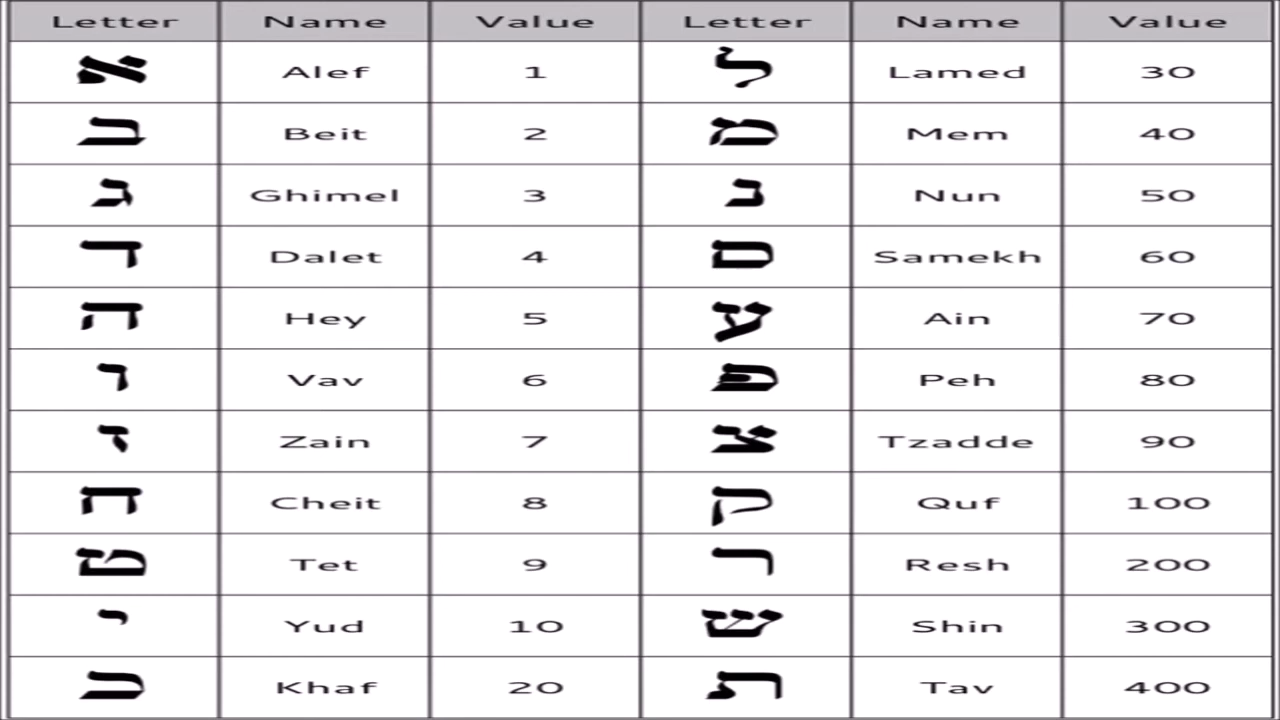 Letter Name Value Letter Name Value
א Alef 1 ל Lamed 30
ב Beit 2 מ Mem 40
ג Ghimel 3 נ Nun 50
ד Dalet 4 ם Samekh 60
ה Hey 5 ע Ain 70
ו Vav 6 פ Peh 80
ז Zain 7 צ Tzadde 90
ח Cheit 8 ק Quf 100
ט Tet 9 ר Resh 200
י Yud 10 ש Shin 300
כ Khaf 20 ת Tav 400